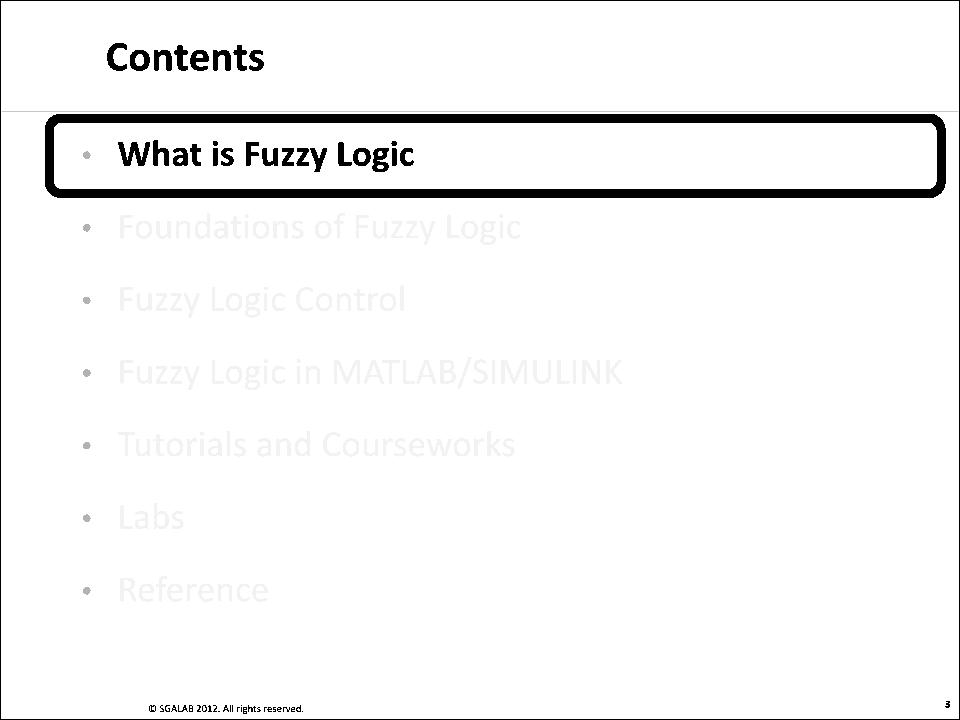 Contents
• What is Fuzzy Logic
• Foundations of Fuzzy Logic
• Fuzzy Logic Control
• Fuzzy Logic in MATLAB/SIMULINK
• Tutorials and Courseworks
• Labs
• Reference
© SGALAB 2012. All rights reserved.
3